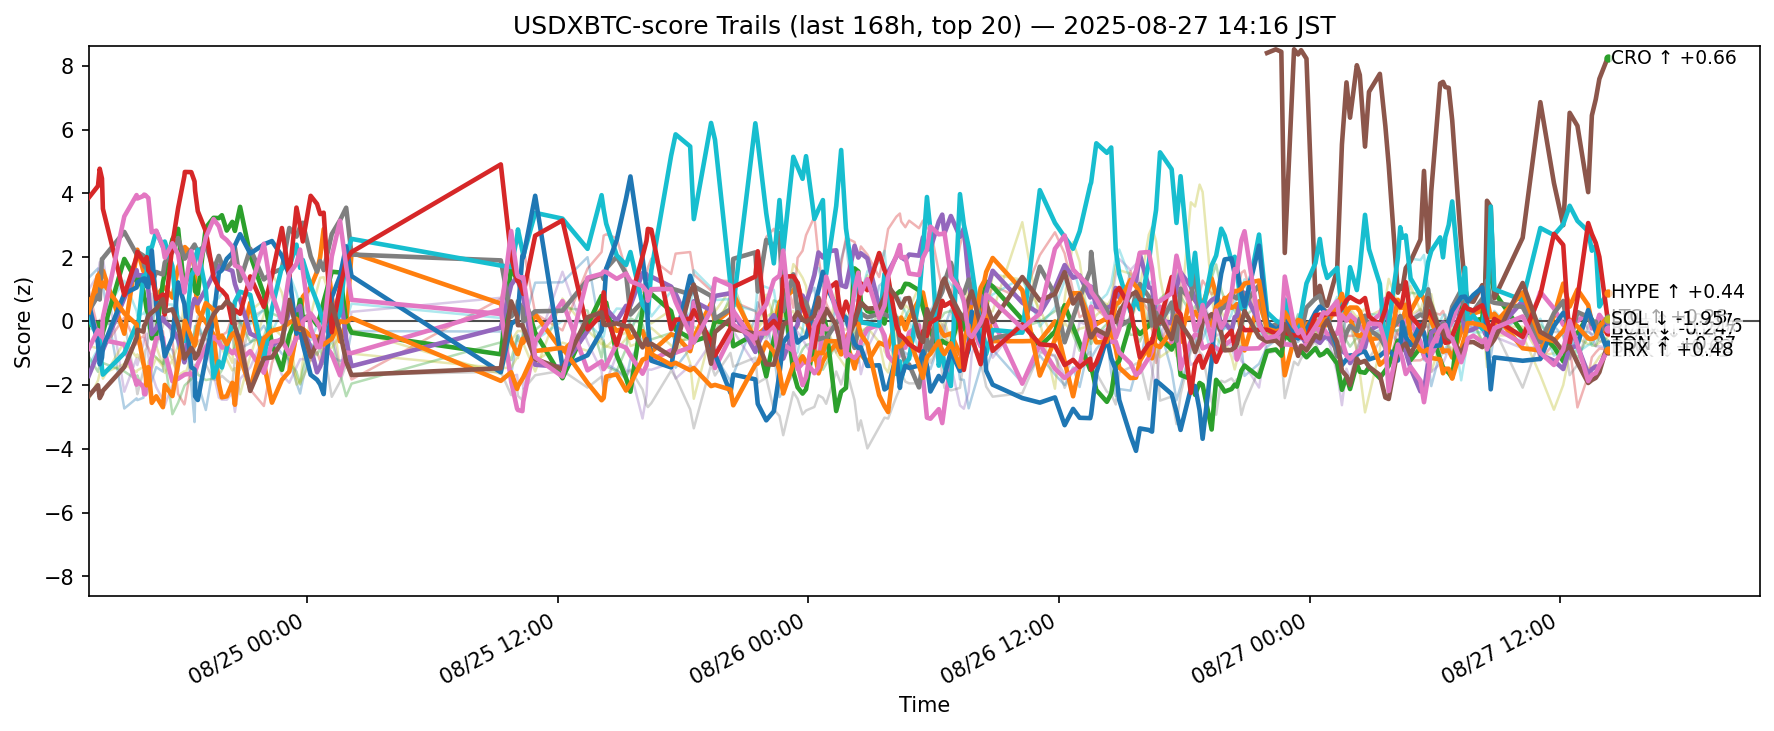 USDXBTC-score Trails (last 168h, top 20) — 2025-08-27 14:16 JST
Score (z)
8
6
4
2
0
−2
−4
−6
−8
CRO ↑ +0.66
HYPE ↑ +0.44
SOL ↓ -1.95
TRX ↑ +0.48
08/25 00:00
08/25 12:00
08/26 00:00
08/26 12:00
08/27 00:00
08/27 12:00
Time